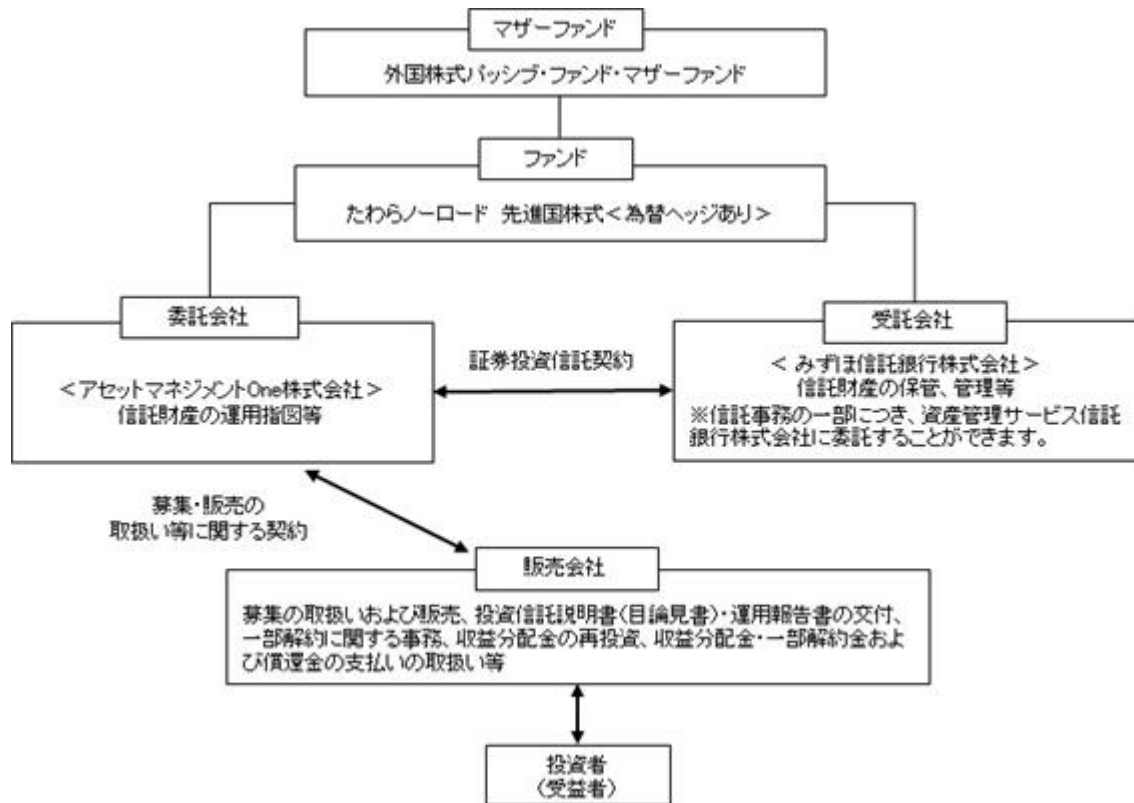 マザーファンド
外国株式パッシブ・ファンド・マザーファンド
ファンド
たわらノーロード 先進国株式<為替ヘッジあり>
委託会社
<アセットマネジメントOne株式会社>
信託財産の運用指図等
証券投資信託契約
受託会社
< みずほ信託銀行株式会社>
信託財産の保管、管理等
※信託事務の一部につき、資産管理サービス信託
銀行株式会社に委託することができます。
募集・販売の
取扱い等に関する契約
販売会社
募集の取扱いおよび販売、投資信託説明書(目論見書)・運用報告書の交付、
一部解約に関する事務、収益分配金の再投資、収益分配金・一部解約金およ
び償還金の支払いの取扱い等
投資者
(受益者)